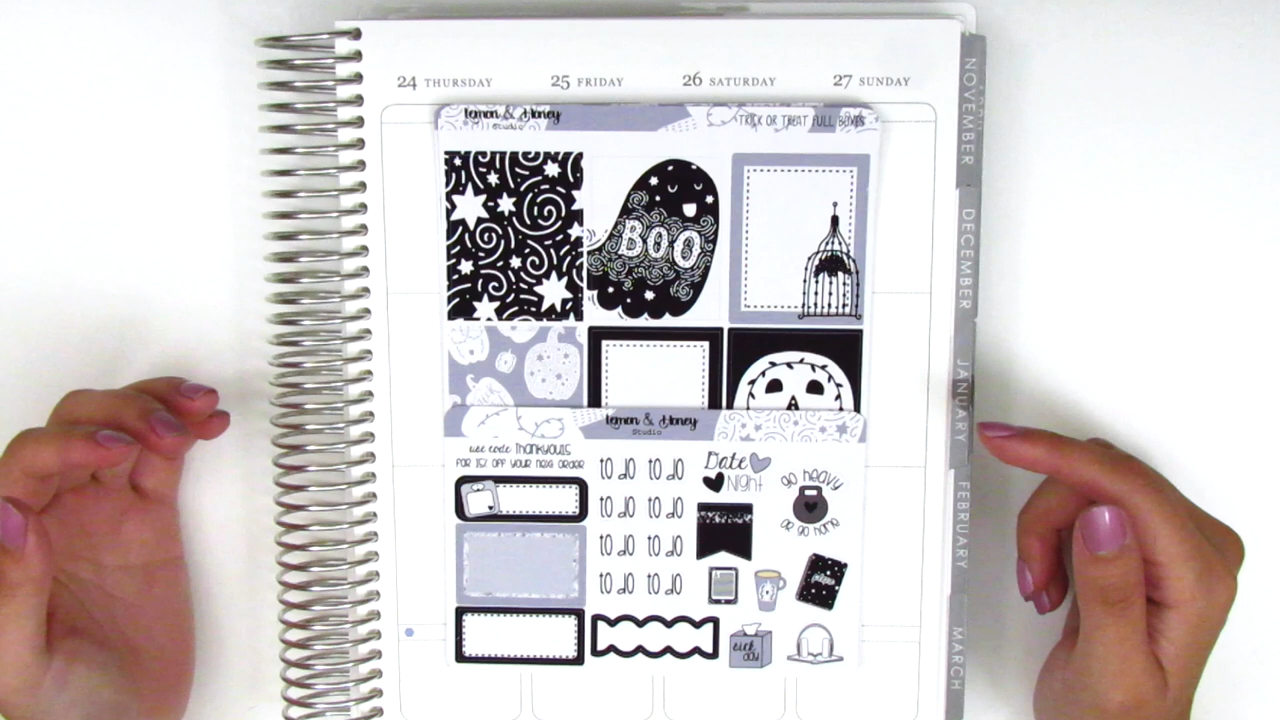 24 THURSDAY
25 FRIDAY
26 SATURDAY
27 SUNDAY
Lemon & Honey
Studio
TRICK OR TREAT FULL BOXES
BOO
Lemon & Honey
Studio
use code THANKYOU15
FOR 15% OFF YOUR NEXT ORDER
to do to do
to do to do
to do to do
to do to do
Date
Night
go heavy
or go home
sick
day
NOVEMBER
DECEMBER
JANUARY
FEBRUARY
MARCH